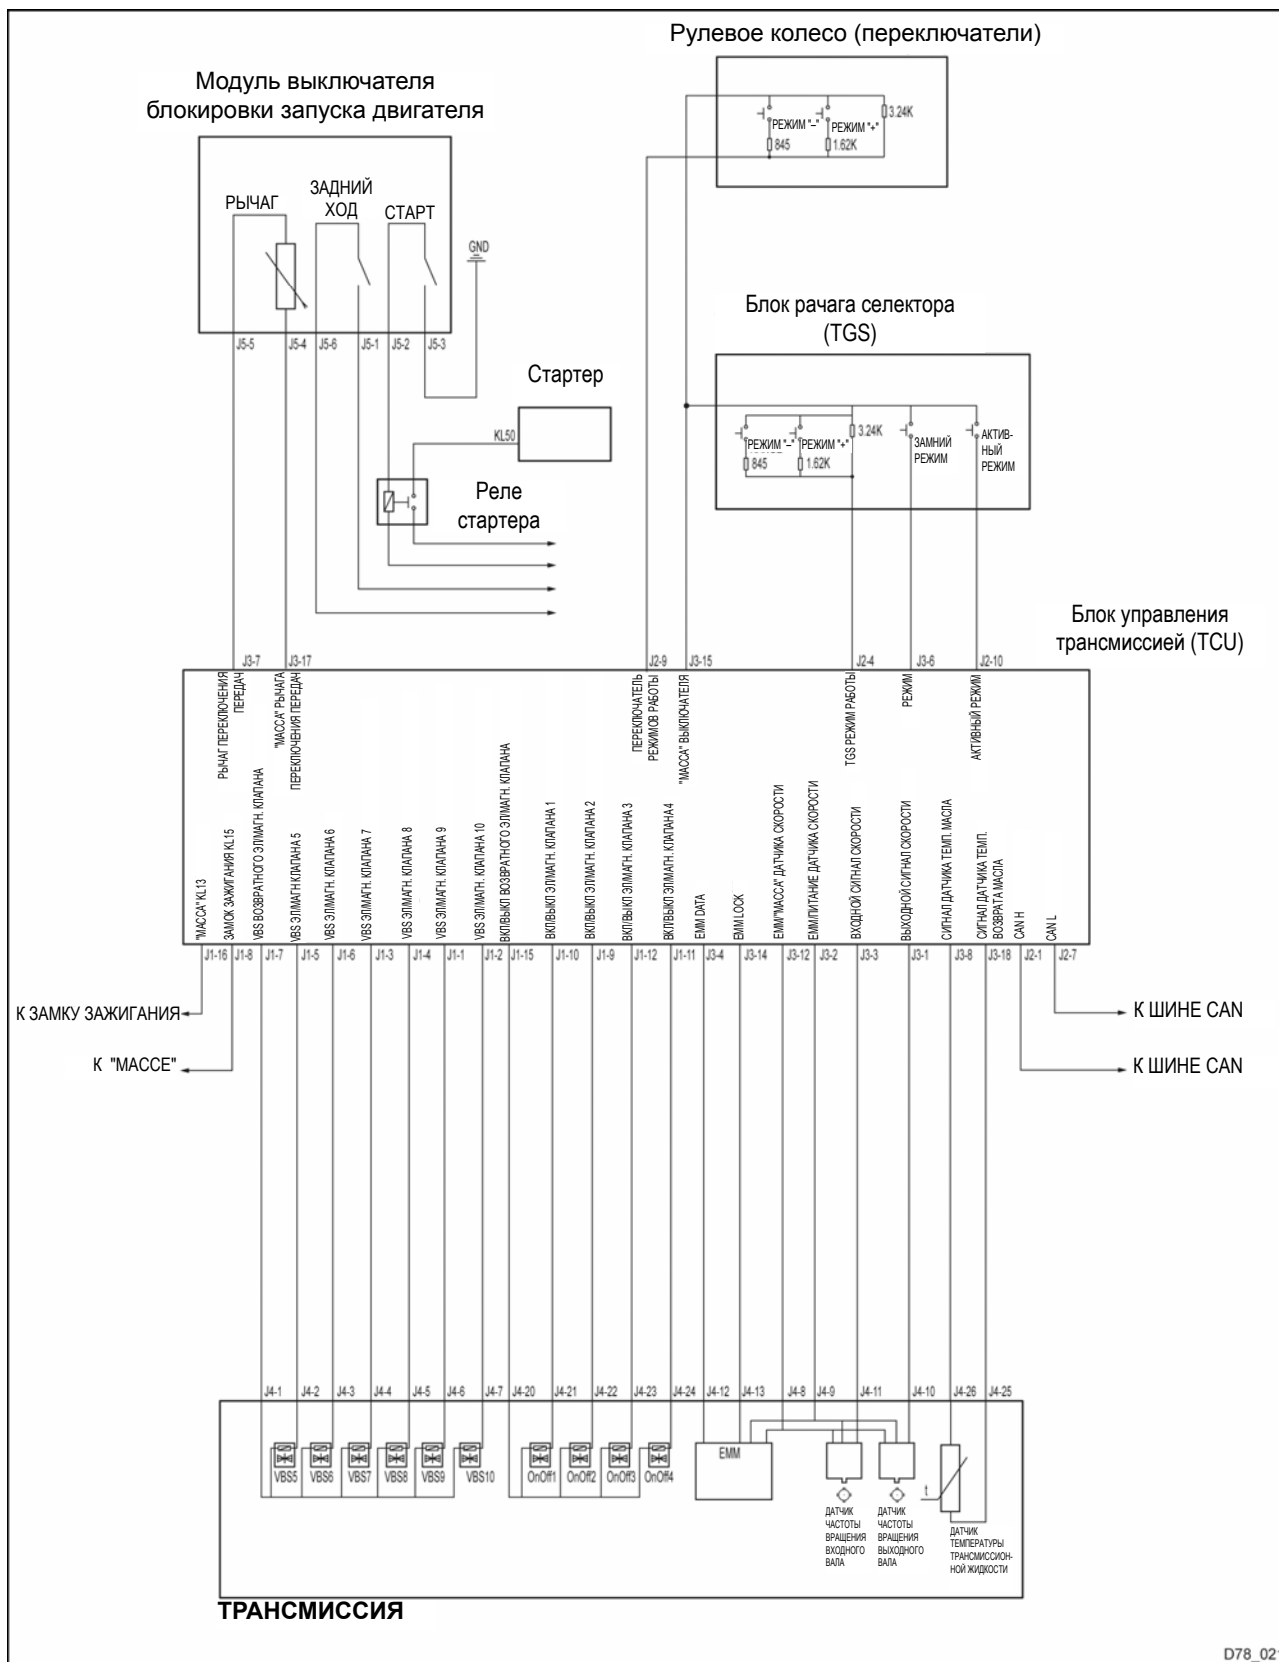 Рулевое колесо (переключатели)
Модуль выключателя
блокировки запуска двигателя
3.24K
РЕЖИМ "–"
РЕЖИМ "+"
845
1.62K
РЫЧАГ
ЗАДНИЙ
ХОД
СТАРТ
GND
J5-5
J5-4
J5-6
J5-1
J5-2
J5-3
Блок рачага селектора
(TGS)
Стартер
KL50
3.24K
РЕЖИМ "–"
РЕЖИМ "+"
845
1.62K
ЗАМНИЙ
РЕЖИМ
АКТИВ-
НЫЙ
РЕЖИМ
Реле
стартера
Блок управления
трансмиссией (TCU)
J3-7
J3-17
J2-9
J3-15
J2-4
J3-6
J2-10
РЫЧАГ ПЕРЕКЛЮЧЕНИЯ
ПЕРЕДАЧ
"МАССА" РЫЧАГА
ПЕРЕКЛЮЧЕНИЯ ПЕРЕДАЧ
ПЕРЕКЛЮЧАТЕЛЬ
РЕЖИМОВ РАБОТЫ
"МАССА" ВЫКЛЮЧАТЕЛЯ
TGS РЕЖИМ РАБОТЫ
РЕЖИМ
АКТИВНЫЙ РЕЖИМ
"МАССА" KL13
ЗАМОК ЗАЖИГАНИЯ KL15
VBS ВОЗВРАТНОГО ЭЛ/МАГН. КЛАПАНА
VBS ЭЛ/МАГН КЛАПАНА 5
VBS ЭЛ/МАГН. КЛАПАНА 6
VBS ЭЛ/МАГН. КЛАПАНА 7
VBS ЭЛ/МАГН. КЛАПАНА 8
VBS ЭЛ/МАГН. КЛАПАНА 9
VBS ЭЛ/МАГН. КЛАПАНА 10
ВКЛ/ВЫКЛ ВОЗВРАТНОГО ЭЛ/МАГН. КЛАПАНА
ВКЛ/ВЫКЛ ЭЛ/МАГН. КЛАПАНА 1
ВКЛ/ВЫКЛ ЭЛ/МАГН. КЛАПАНА 2
ВКЛ/ВЫКЛ ЭЛ/МАГН. КЛАПАНА 3
ВКЛ/ВЫКЛ ЭЛ/МАГН. КЛАПАНА 4
EMM DATA
EMM LOCK
EMM/"МАССА" ДАТЧИКА СКОРОСТИ
EMM/ПИТАНИЕ ДАТЧИКА СКОРОСТИ
ВХОДНОЙ СИГНАЛ СКОРОСТИ
ВЫХОДНОЙ СИГНАЛ СКОРОСТИ
СИГНАЛ ДАТЧИКА ТЕМП. МАСЛА
СИГНАЛ ДАТЧИКА ТЕМП.
ВОЗВРАТА МАСЛА
CAN H
CAN L
J1-16
J1-8
J1-7
J1-5
J1-6
J1-3
J1-4
J1-1
J1-2
J1-15
J1-10
J1-9
J1-12
J1-11
J3-4
J3-14
J3-12
J3-2
J3-3
J3-1
J3-8
J3-18
J2-1
J2-7
К ЗАМКУ ЗАЖИГАНИЯ
К "МАССЕ"
К ШИНЕ CAN
К ШИНЕ CAN
J4-1
J4-2
J4-3
J4-4
J4-5
J4-6
J4-7
J4-20
J4-21
J4-22
J4-23
J4-24
J4-12
J4-13
J4-8
J4-9
J4-11
J4-10
J4-26
J4-25
VBS5
VBS6
VBS7
VBS8
VBS9
VBS10
OnOff1
OnOff2
OnOff3
OnOff4
EMM
t
ДАТЧИК
ЧАСТОТЫ
ВРАЩЕНИЯ
ВХОДНОГО
ВАЛА
ДАТЧИК
ЧАСТОТЫ
ВРАЩЕНИЯ
ВЫХОДНОГО
ВАЛА
ДАТЧИК
ТЕМПЕРАТУРЫ
ТРАНСМИССИОН-
НОЙ ЖИДКОСТИ
ТРАНСМИССИЯ
D78_021